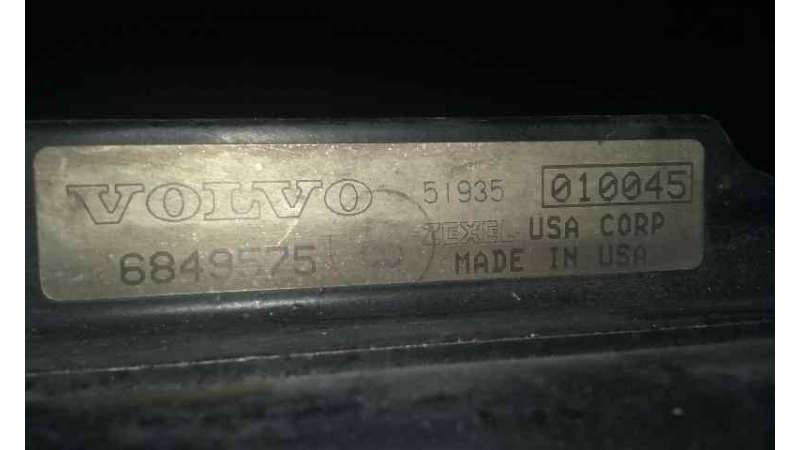 VOLVO 51935 010045
6849575 ZEXEL USA CORP
MADE IN USA